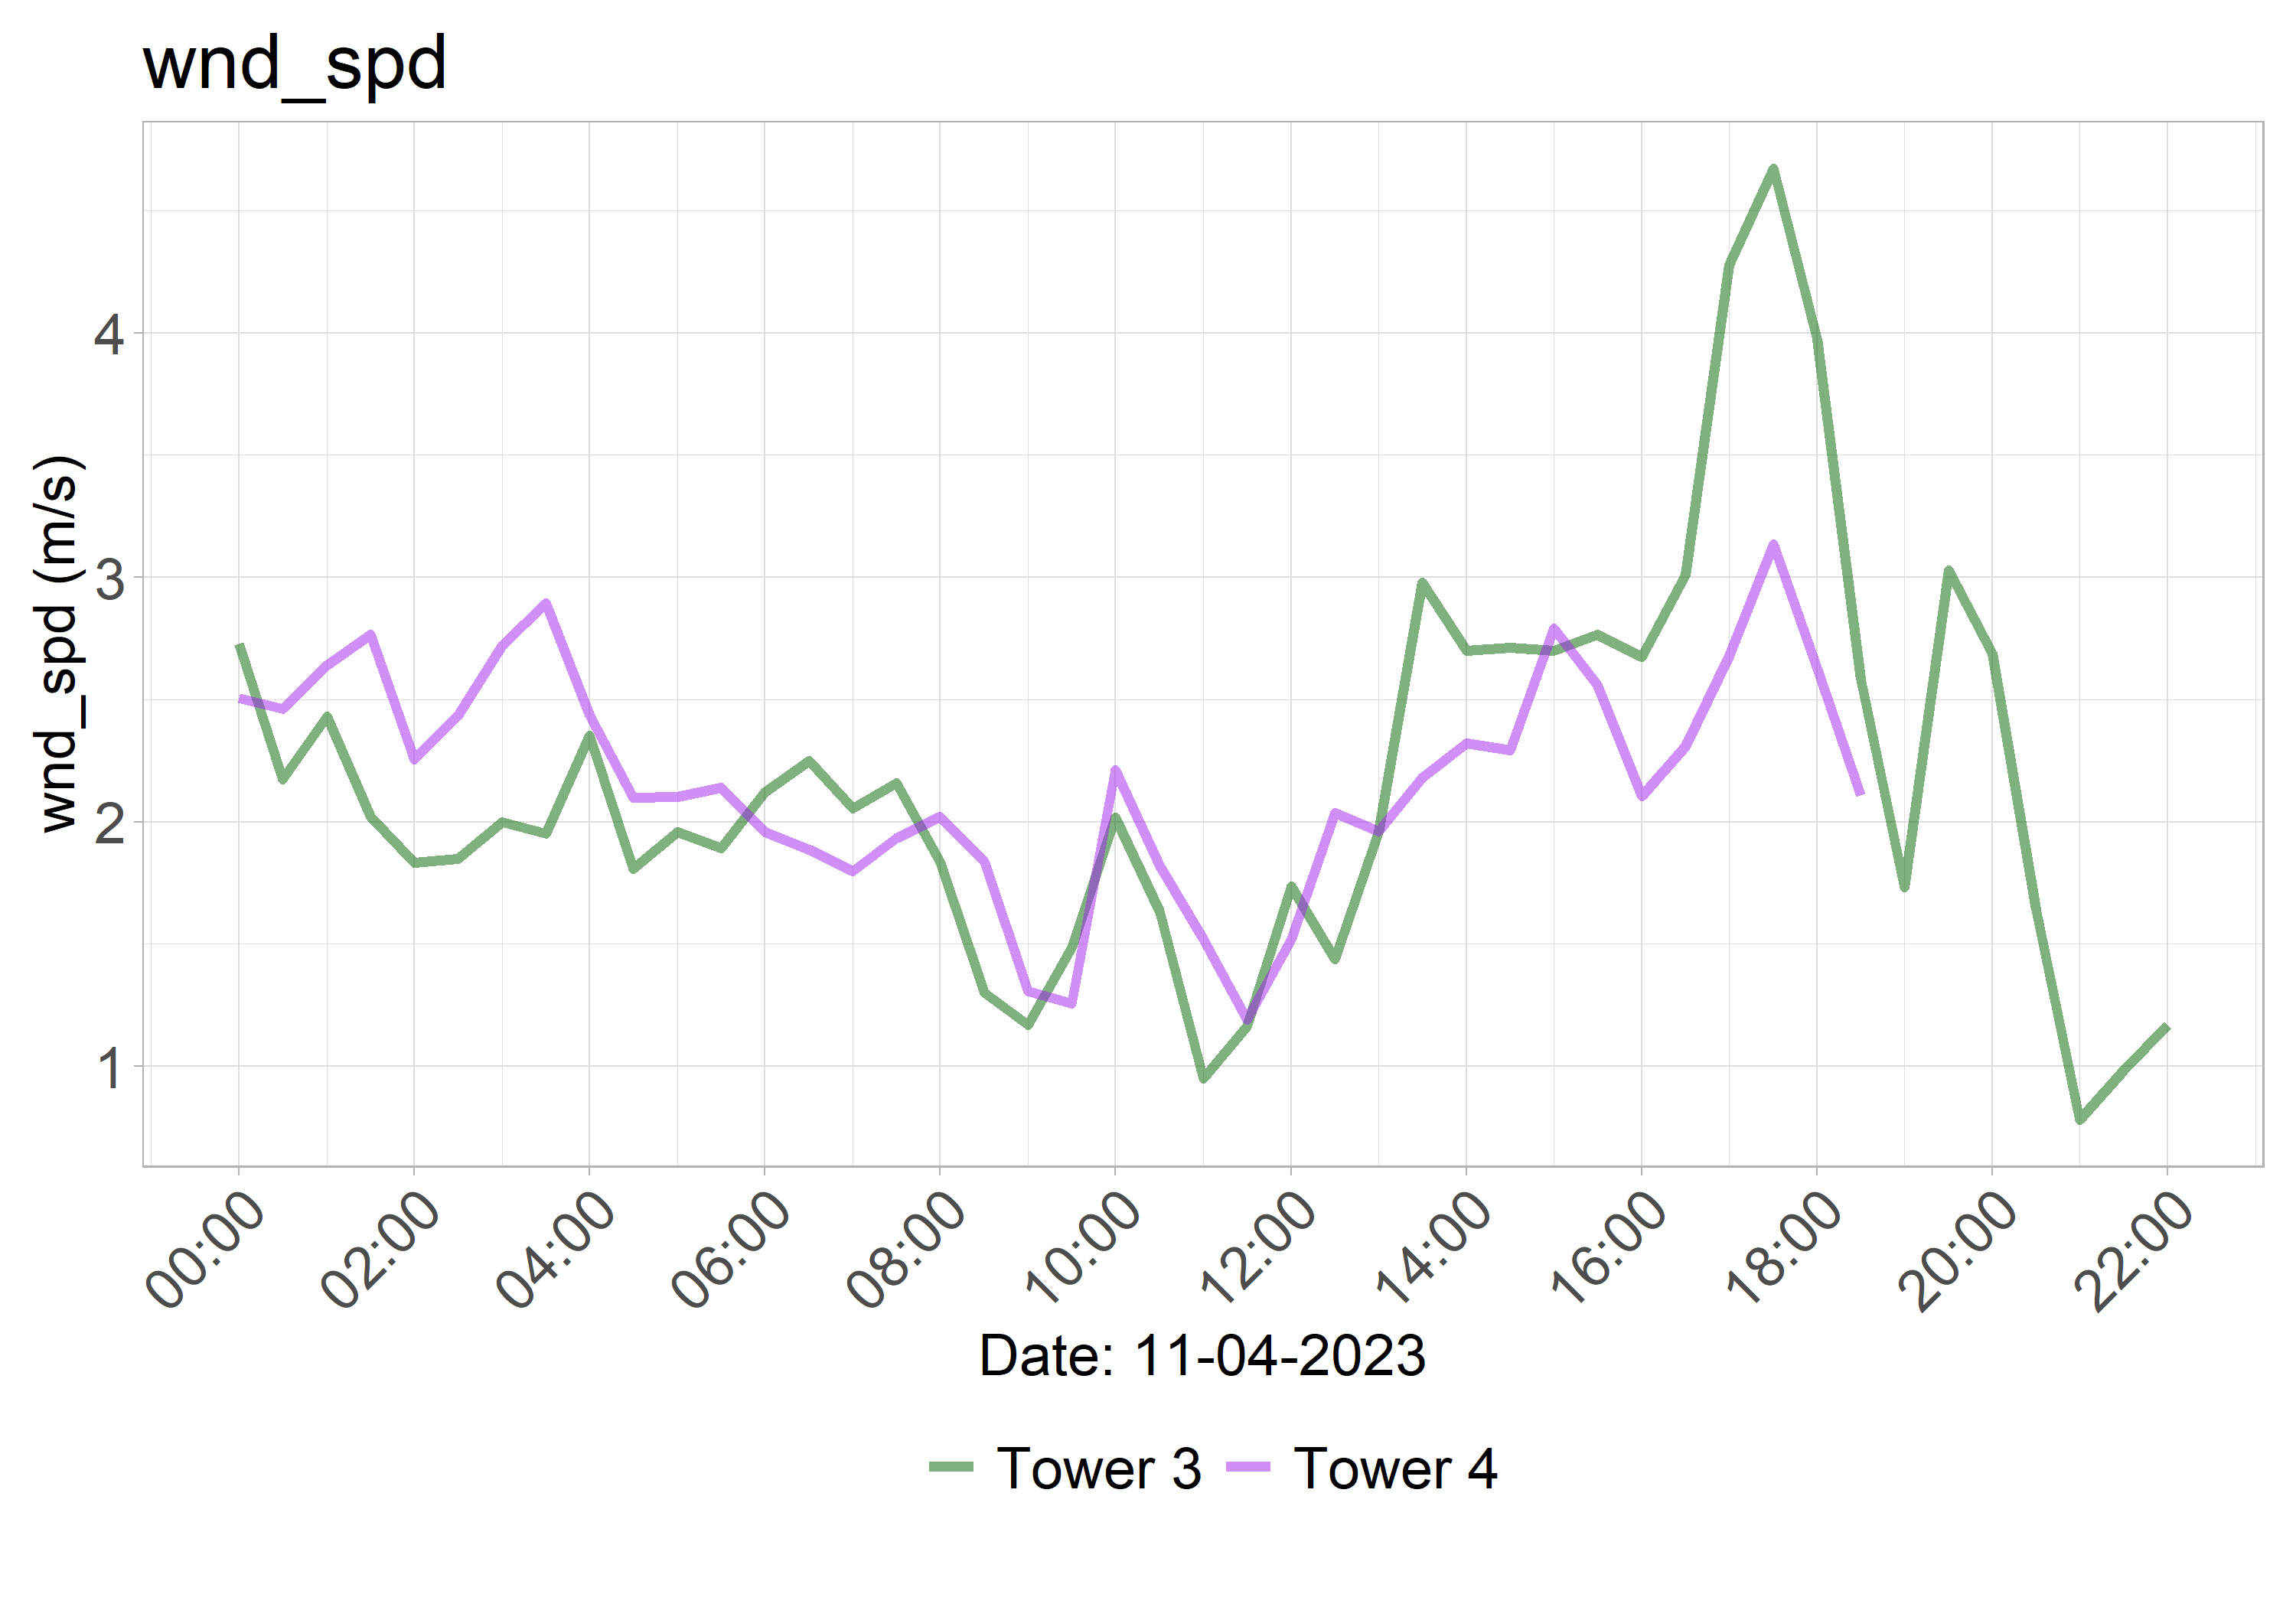 wnd_spd
wnd_spd (m/s)
4
3
2
1
00:00 02:00 04:00 06:00 08:00 10:00 12:00 14:00 16:00 18:00 20:00 22:00
Date: 11-04-2023
Tower 3 Tower 4